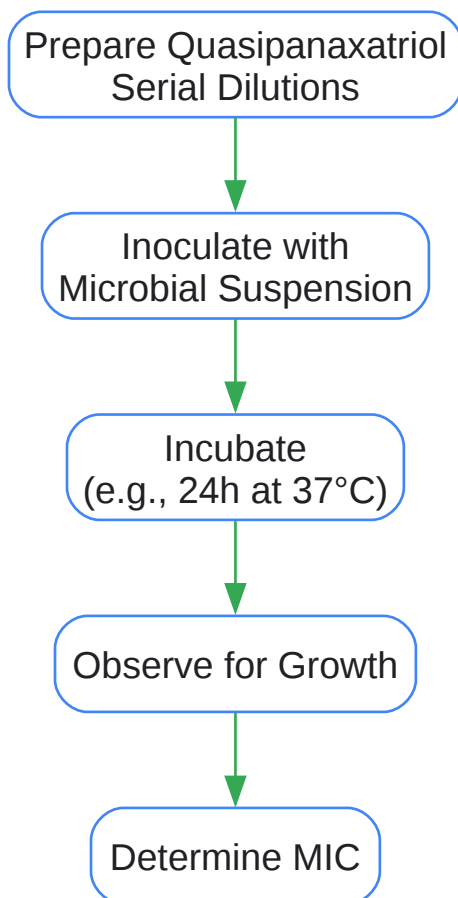 Prepare Quasipanaxatriol
Serial Dilutions
Inoculate with
Microbial Suspension
Incubate
(e.g., 24h at 37°C)
Observe for Growth
Determine MIC